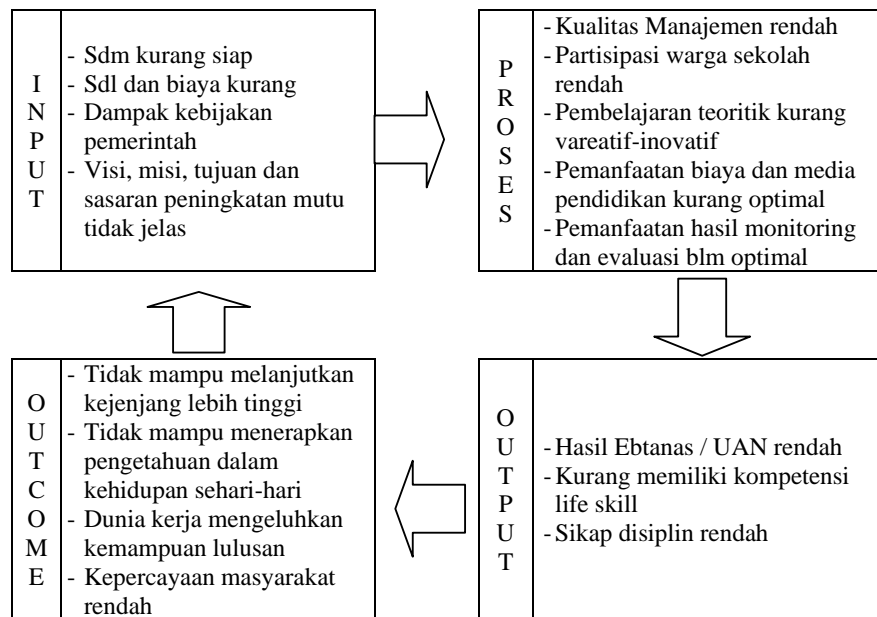 INPUT
- Sdm kurang siap
- Sdl dan biaya kurang
- Dampak kebijakan
pemerintah
- Visi, misi, tujuan dan
sasaran peningkatan mutu
tidak jelas
PROSES
- Kualitas Manajemen rendah
- Partisipasi warga sekolah
rendah
- Pembelajaran teoritik kurang
vareatif-inovatif
- Pemanfaatan biaya dan media
pendidikan kurang optimal
- Pemanfaatan hasil monitoring
dan evaluasi blm optimal
OUTCOME
- Tidak mampu melanjutkan
kejenjang lebih tinggi
- Tidak mampu menerapkan
pengetahuan dalam
kehidupan sehari-hari
- Dunia kerja mengeluhkan
kemampuan lulusan
- Kepercayaan masyarakat
rendah
OUTPUT
- Hasil Ebtanas / UAN rendah
- Kurang memiliki kompetensi
life skill
- Sikap disiplin rendah